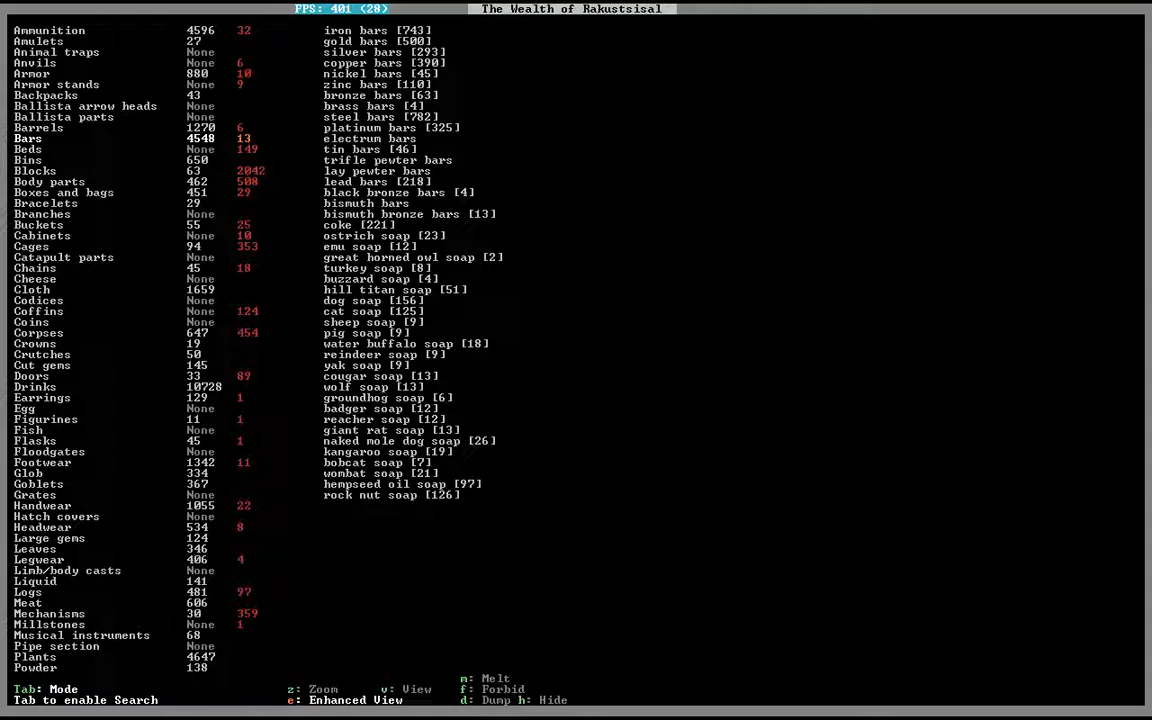 FPS: 401 (28) The Wealth of Rakustsisal
Ammunition 4596 32 iron bars [743]
Amulets 27 gold bars [500]
Animal traps None silver bars [293]
Anvils None 6 copper bars [390]
Armor 880 10 nickel bars [45]
Armor stands None 9 zinc bars [110]
Backpacks 43 bronze bars [63]
Ballista arrow heads None brass bars [4]
Ballista parts None steel bars [782]
Barrels 1270 6 platinum bars [325]
Bars 4548 13 electrum bars
Beds None 149 tin bars [46]
Bins 650 trifle pewter bars
Blocks 63 2042 lay pewter bars
Body parts 462 508 lead bars [218]
Boxes and bags 451 29 black bronze bars [4]
Bracelets 29 bismuth bars
Branches None bismuth bronze bars [13]
Buckets 55 25 coke [221]
Cabinets None 10 ostrich soap [23]
Cages 94 353 emu soap [12]
Catapult parts None great horned owl soap [2]
Chains 45 18 turkey soap [8]
Cheese None buzzard soap [4]
Cloth 1659 hill titan soap [51]
Codices None dog soap [156]
Coffins None 124 cat soap [125]
Coins None sheep soap [9]
Corpses 647 454 pig soap [9]
Crowns 19 water buffalo soap [18]
Crutches 50 reindeer soap [9]
Cut gems 145 yak soap [9]
Doors 33 89 cougar soap [13]
Drinks 10728 wolf soap [13]
Earrings 129 1 groundhog soap [6]
Egg None badger soap [12]
Figurines 11 1 reacher soap [12]
Fish None giant rat soap [13]
Flasks 45 1 naked mole dog soap [26]
Floodgates None kangaroo soap [19]
Footwear 1342 11 bobcat soap [7]
Glob 334 wombat soap [21]
Goblets 367 hempseed oil soap [97]
Grates None rock nut soap [126]
Handwear 1055 22
Hatch covers None
Headwear 534 8
Large gems 124
Leaves 346
Legwear 406 4
Limb/body casts None
Liquid 141
Logs 481 97
Meat 606
Mechanisms 30 359
Millstones None 1
Musical instruments 68
Pipe section None
Plants 4647
Powder 138
m: Melt
Tab: Mode z: Zoom v: View f: Forbid
Tab to enable Search e: Enhanced View d: Dump h: Hide